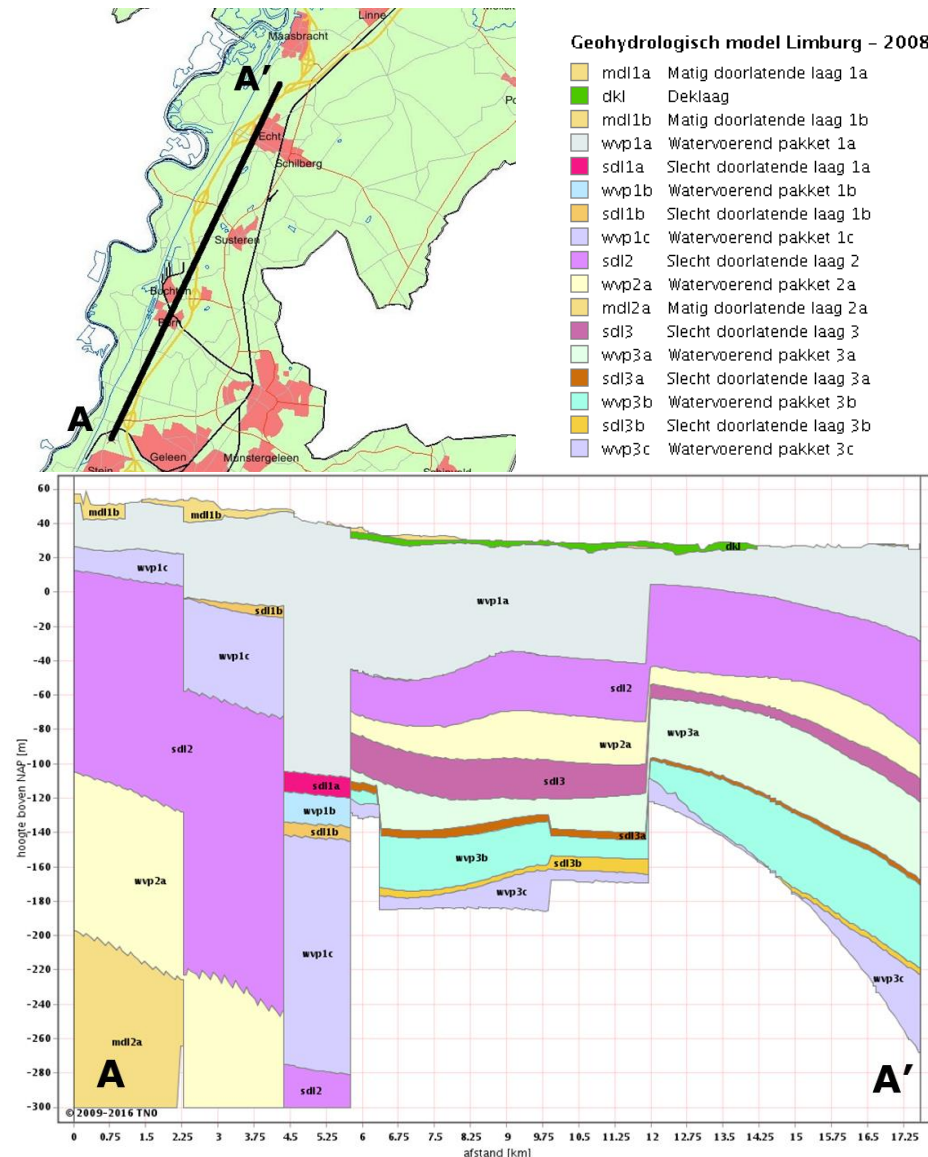 Linne
Maasbracht
A'
Echt
Schilberg
Susteren
Born
A
Geleen
Munstergeleen
Stein
Geohydrologisch model Limburg - 2008
mdl1a Matig doorlatende laag 1a
dkl Deklaag
mdl1b Matig doorlatende laag 1b
wvp1a Watervoerend pakket 1a
sdl1a Slecht doorlatende laag 1a
wvp1b Watervoerend pakket 1b
sdl1b Slecht doorlatende laag 1b
wvp1c Watervoerend pakket 1c
sdl2 Slecht doorlatende laag 2
wvp2a Watervoerend pakket 2a
mdl2a Matig doorlatende laag 2a
sdl3 Slecht doorlatende laag 3
wvp3a Watervoerend pakket 3a
sdl3a Slecht doorlatende laag 3a
wvp3b Watervoerend pakket 3b
sdl3b Slecht doorlatende laag 3b
wvp3c Watervoerend pakket 3c
hoogte boven NAP [m]
60
40
20
0
-20
-40
-60
-80
-100
-120
-140
-160
-180
-200
-220
-240
-260
-280
-300
mdl1b
mdl1b
dkl
wvp1c
wvp1a
sdl1b
wvp1c
sdl2
sdl2
wvp3a
wvp2a
sdl1a
sdl3
wvp1b
sdl1b
sdl3a
wvp3b
sdl3b
wvp2a
wvp3c
wvp1c
wvp3c
mdl2a
A
sdl2
A'
© 2009-2016 TNO
0 0.75 1.5 2.25 3 3.75 4.5 5.25 6 6.75 7.5 8.25 9 9.75 10.5 11.25 12 12.75 13.5 14.25 15 15.75 16.5 17.25
afstand [km]